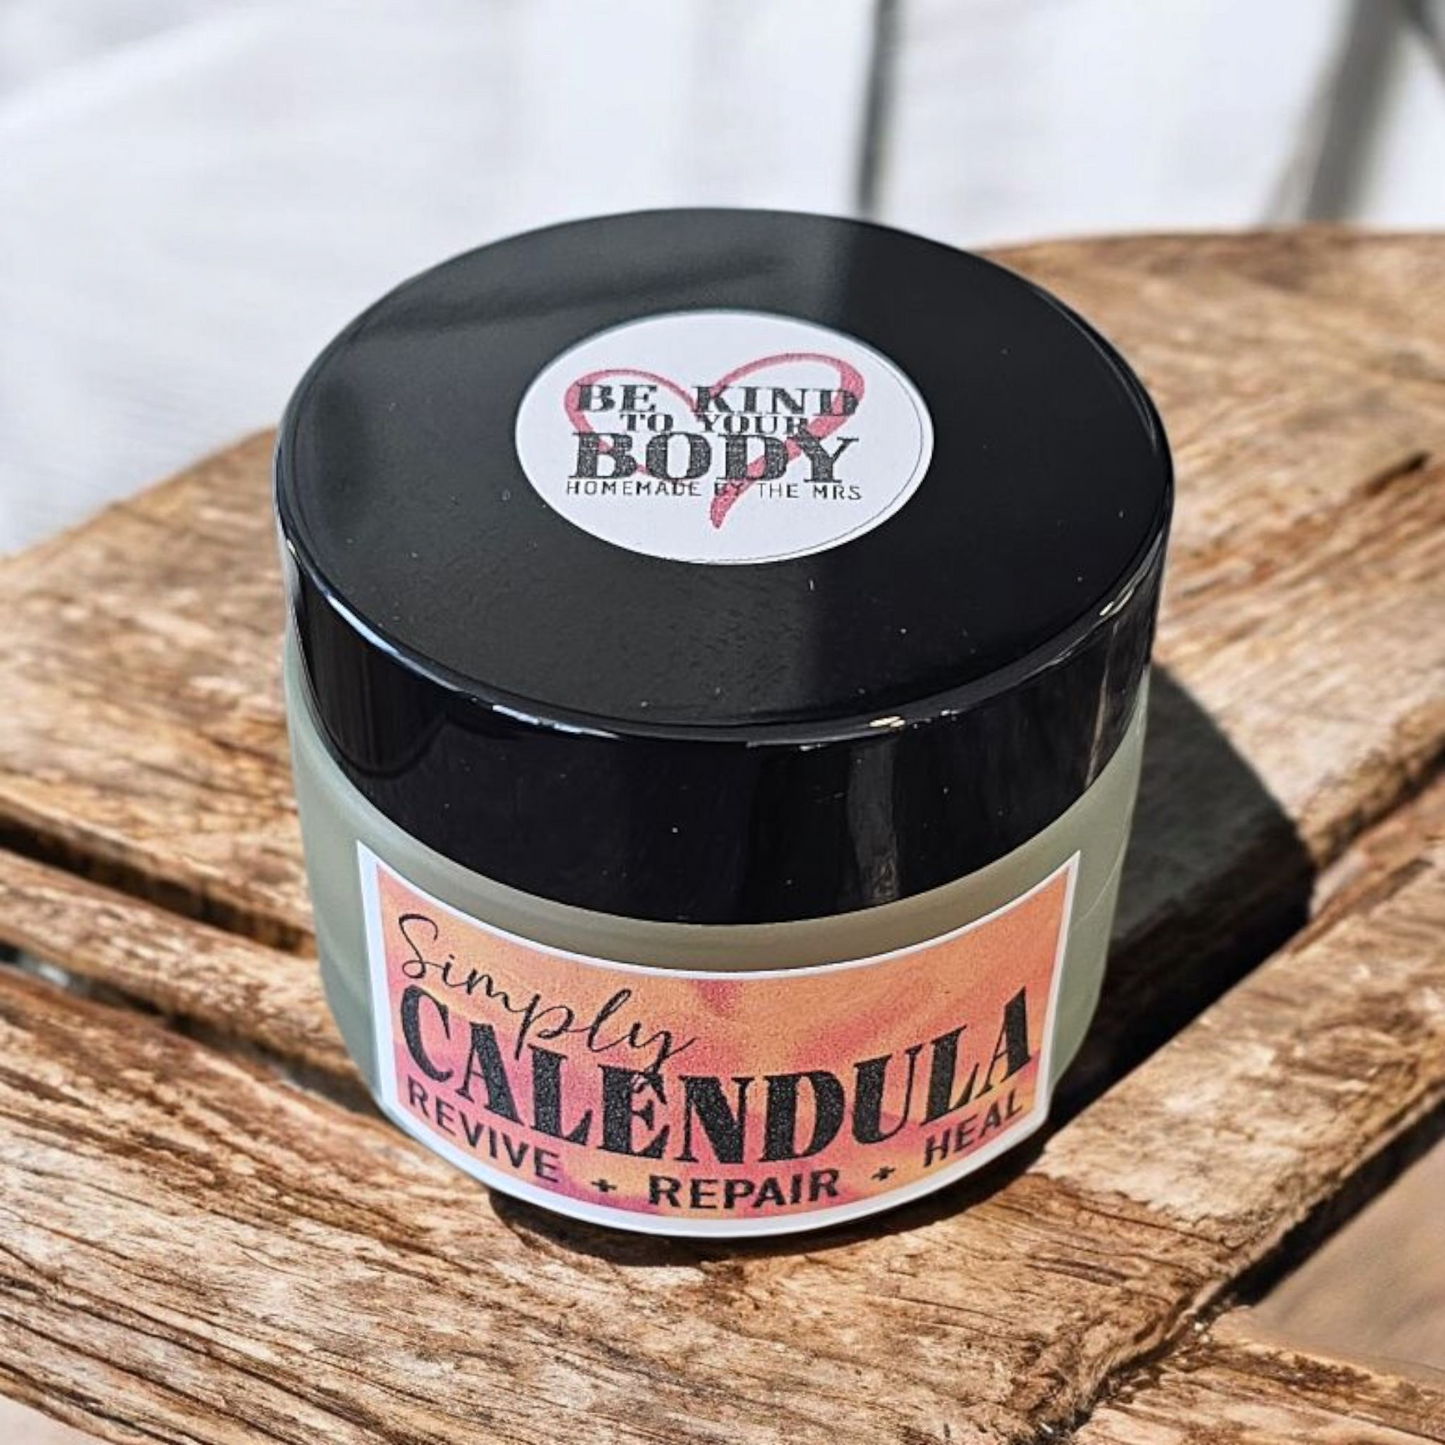 BE KIND
TO YOUR
BODY
HOMEMADE BY THE MRS
Simply
CALENDULA
REVIVE + REPAIR + HEAL